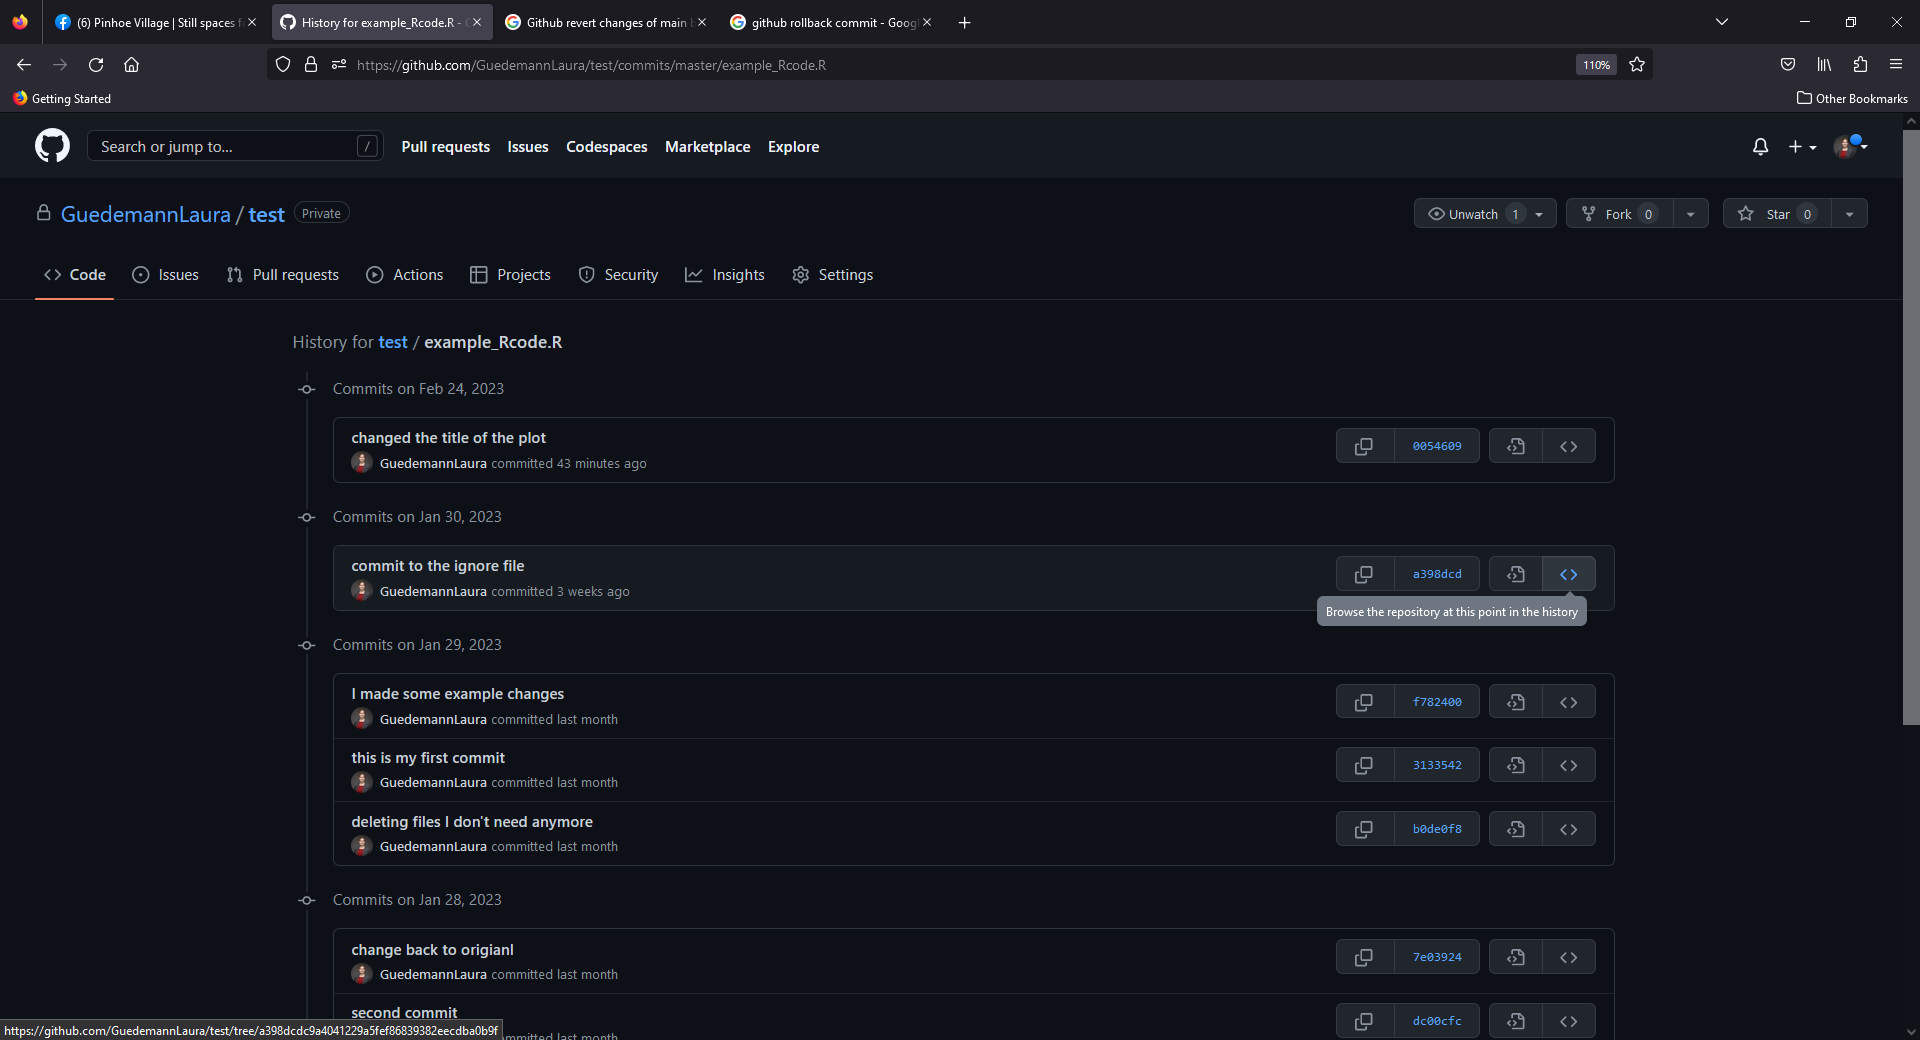 (6) Pinhoe Village | Still spaces f
History for example_Rcode.R - G
Github revert changes of main b
github rollback commit - Goog
https://github.com/GuedemannLaura/test/commits/master/example_Rcode.R
110%
Getting Started
Other Bookmarks
Search or jump to...
/
Pull requests
Issues
Codespaces
Marketplace
Explore
GuedemannLaura / test
Private
Unwatch 1
Fork 0
Star 0
Code
Issues
Pull requests
Actions
Projects
Security
Insights
Settings
History for test / example_Rcode.R
Commits on Feb 24, 2023
changed the title of the plot
GuedemannLaura committed 43 minutes ago
0054609
Commits on Jan 30, 2023
commit to the ignore file
GuedemannLaura committed 3 weeks ago
a398dcd
Browse the repository at this point in the history
Commits on Jan 29, 2023
I made some example changes
GuedemannLaura committed last month
f782400
this is my first commit
GuedemannLaura committed last month
3133542
deleting files I don't need anymore
GuedemannLaura committed last month
b0de0f8
Commits on Jan 28, 2023
change back to origianl
GuedemannLaura committed last month
7e03924
second commit
dc00cfc
mmitted last month
https://github.com/GuedemannLaura/test/tree/a398dcdc9a4041229a5fef86839382eecdba0b9f